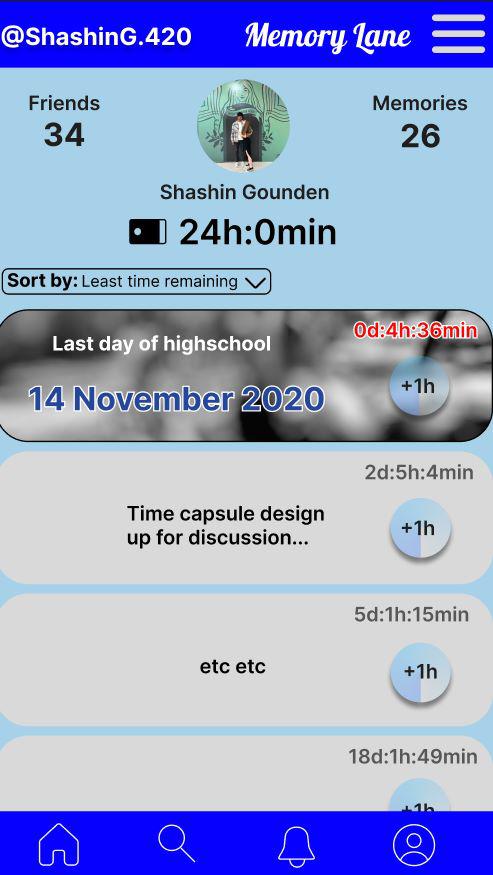 @ShashinG.420 Memory Lane
Friends Memories
34 26
Shashin Gounden
24h:0min
Sort by: Least time remaining
0d:4h:36min
Last day of highschool
14 November 2020 +1h
2d:5h:4min
Time capsule design
up for discussion... +1h
5d:1h:15min
etc etc +1h
18d:1h:49min
+1h